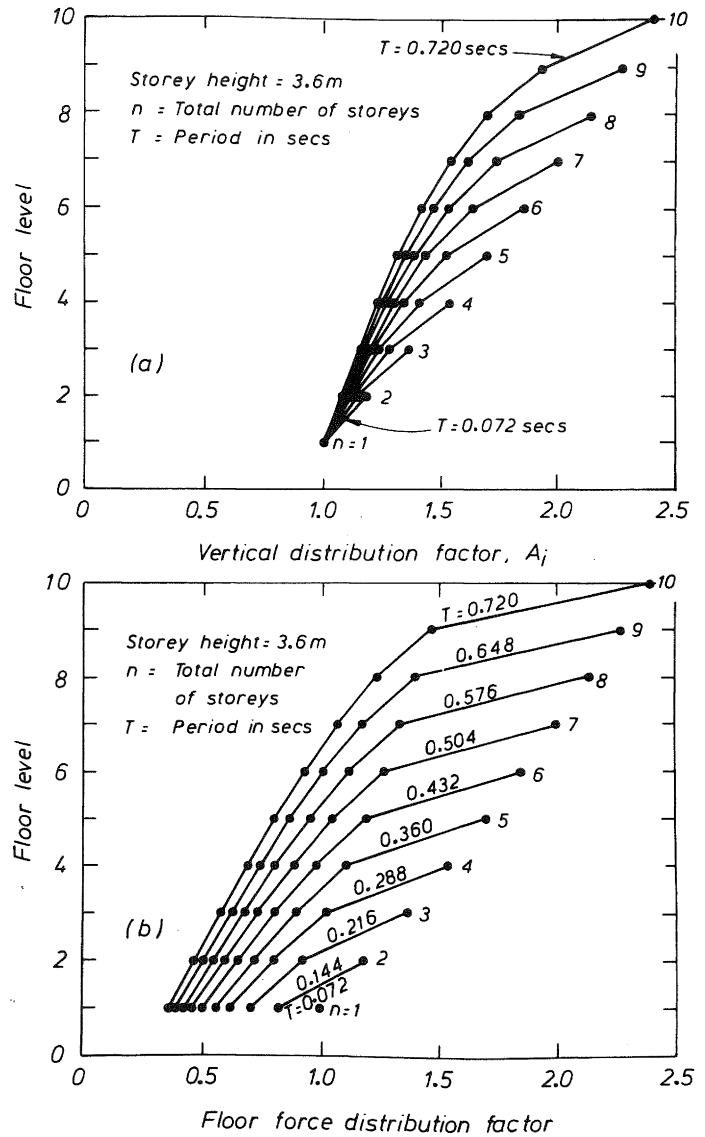 10
10
T=0.720 secs
9
Storey height = 3.6m
n = Total number of storeys
8
8
T = Period in secs
7
6
6
5
Floor level
4
4
3
(a)
2
2
T=0.072 secs
n=1
0
0 0.5 1.0 1.5 2.0 2.5
Vertical distribution factor, Ai
10
10
T=0.720
Storey height = 3.6m
9
0.648
n = Total number
8
8
of storeys
0.576
T = Period in secs
7
0.504
6
6
0.432
Floor level
5
0.360
4
4
0.288
3
(b)
0.216
2
2
0.144
T=0.072
n=1
0
0 0.5 1.0 1.5 2.0 2.5
Floor force distribution factor